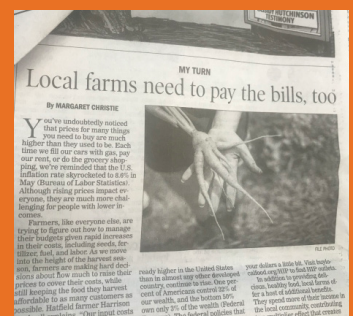 HUTCHINSON
TESTIMONY
MY TURN
Local farms need to pay the bills, too
By MARGARET CHRISTIE
You've undoubtedly noticed
that prices for many things
you need to buy are much
higher than they used to be. Each
time we fill our cars with gas, pay
our rent, or do the grocery shop-
ping, we're reminded that the U.S.
inflation rate skyrocketed to 8.6% in
May (Bureau of Labor Statistics).
Although rising prices impact ev-
eryone, they are much more chal-
lenging for people with lower in-
comes.
Farmers, like everyone else, are
trying to figure out how to manage
their budgets given rapid increases
in their costs, including seeds, fer-
tilizer, fuel, and labor. As we move
into the height of the harvest sea-
son, farmers are making hard deci-
sions about how much to raise their
prices to cover their costs, while
still keeping the food they harvest
affordable to as many customers as
possible. Hatfield farmer Harrison
"Our input costs
FILE PHOTO
ready higher in the United States
than in almost any other developed
country, continue to rise. One per-
cent of Americans control 32% of
our wealth, and the bottom 50%
own only 2% of the wealth (Federal
The federal policies that
your dollars a little bit. Visit buylo-
calfood.org/HIP to find HIP outlets.
In addition to providing deli-
cious, healthy food, local farms of-
fer a host of additional benefits.
They spend more of their income in
the local community, contributing
effect that creates